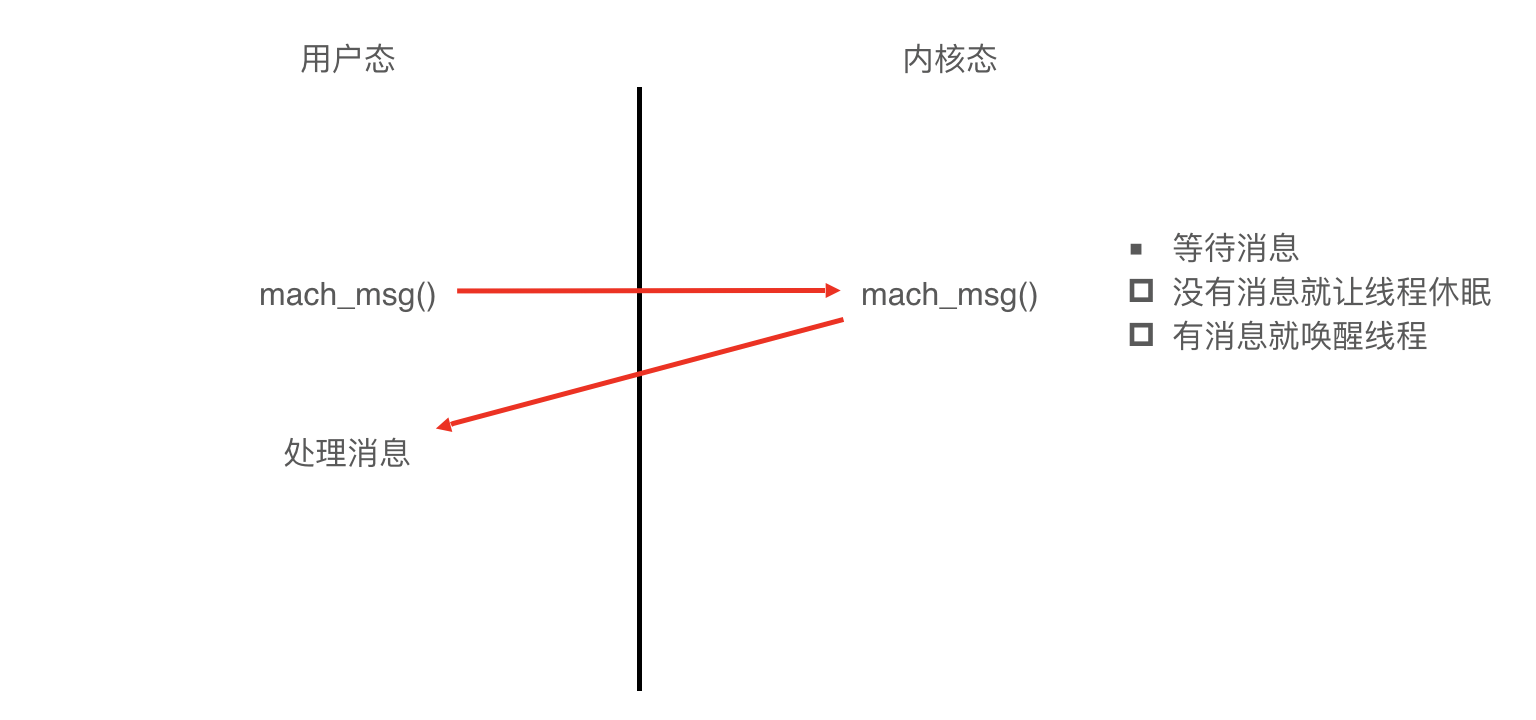 用户态
内核态
mach_msg()
mach_msg()
等待消息
没有消息就让线程休眠
有消息就唤醒线程
处理消息